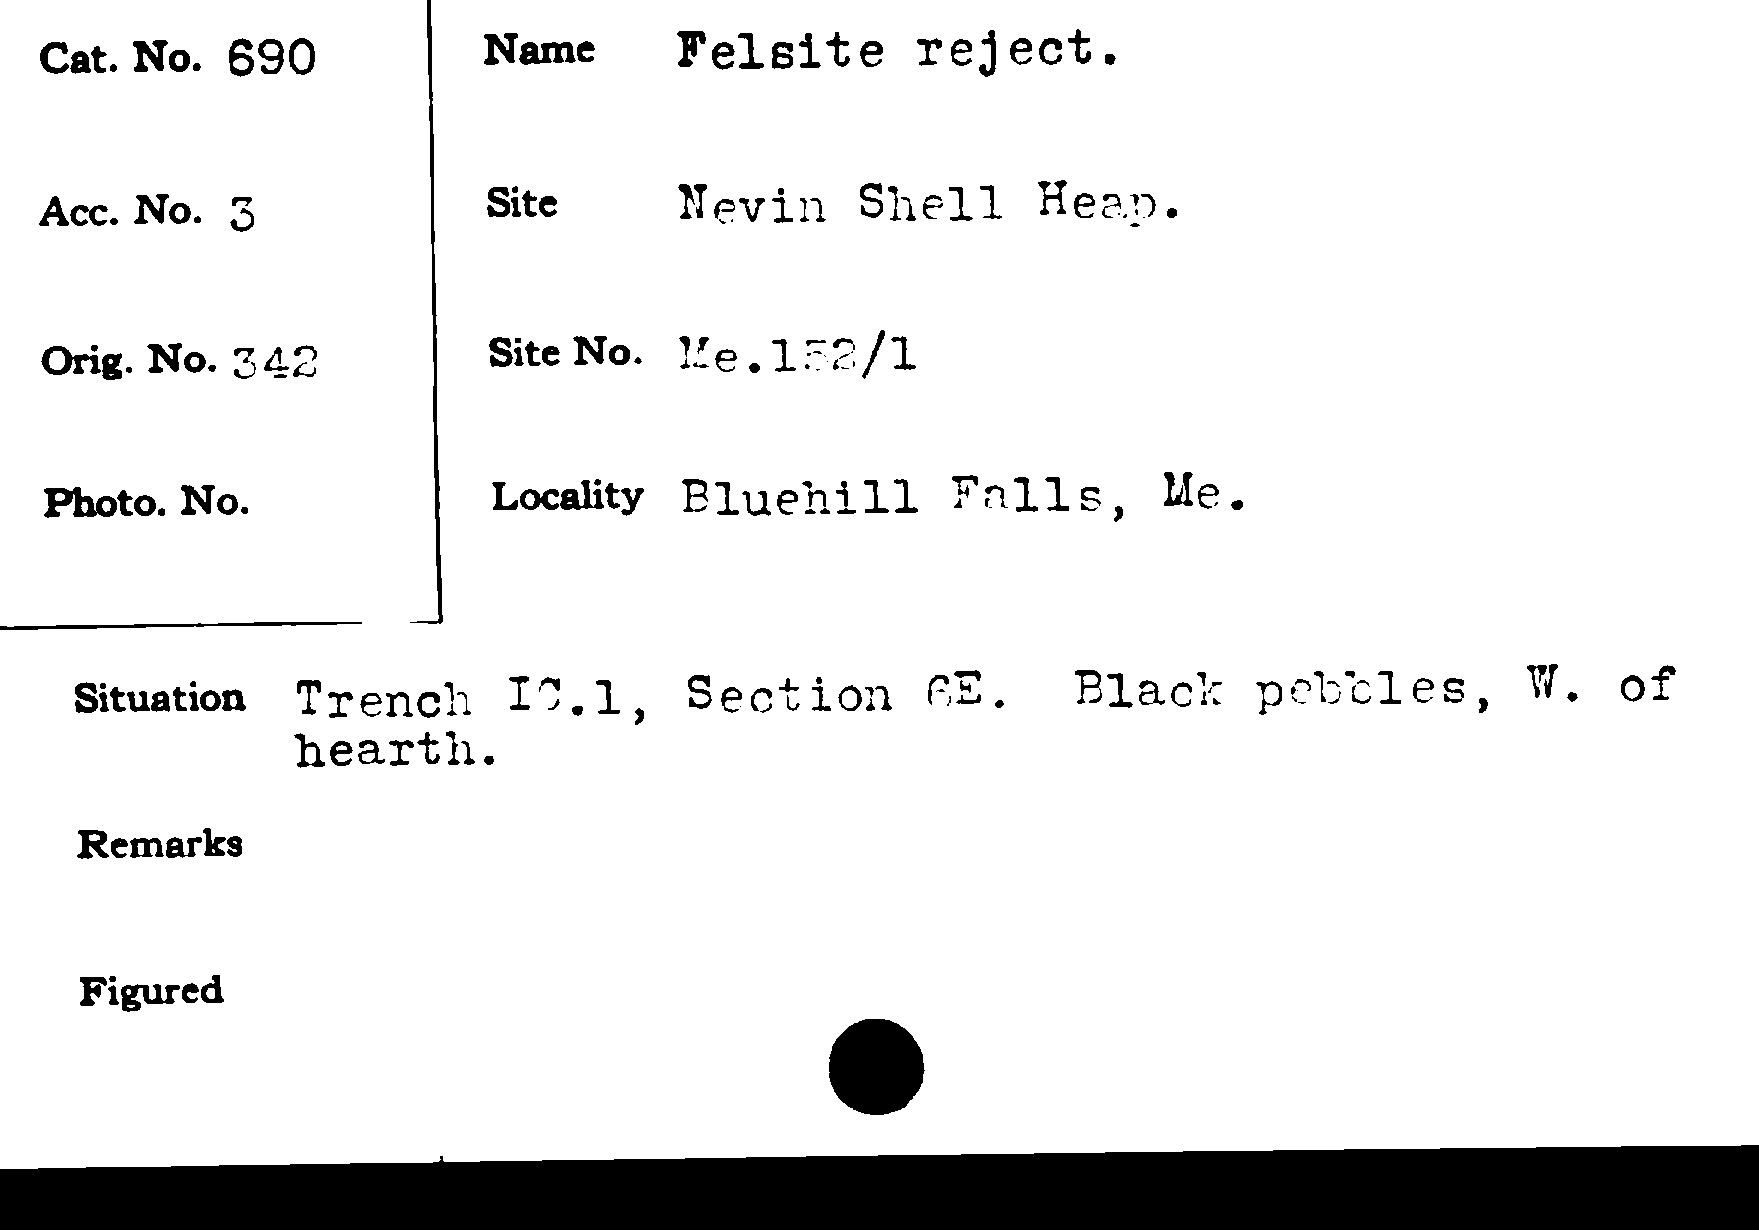 Cat. No. 690
Name Felsite reject.
Acc. No. 3
Site Nevin Shell Heap.
Orig. No. 342
Site No. Me.152/1
Photo. No.
Locality Bluehill Falls, Me.
Situation Trench IC.1, Section 6E. Black pebbles, W. of
hearth.
Remarks
Figured